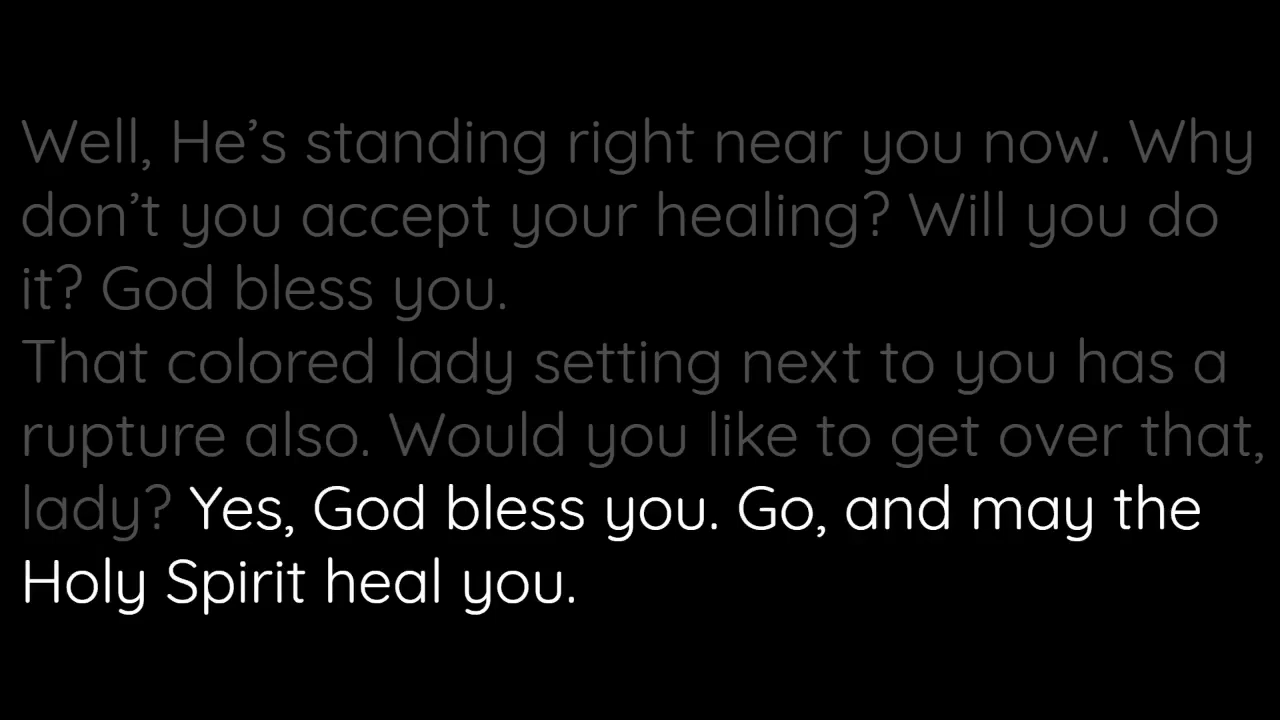 Well, He’s standing right near you now. Why
don’t you accept your healing? Will you do
it? God bless you.
That colored lady setting next to you has a
rupture also. Would you like to get over that,
lady? Yes, God bless you. Go, and may the
Holy Spirit heal you.